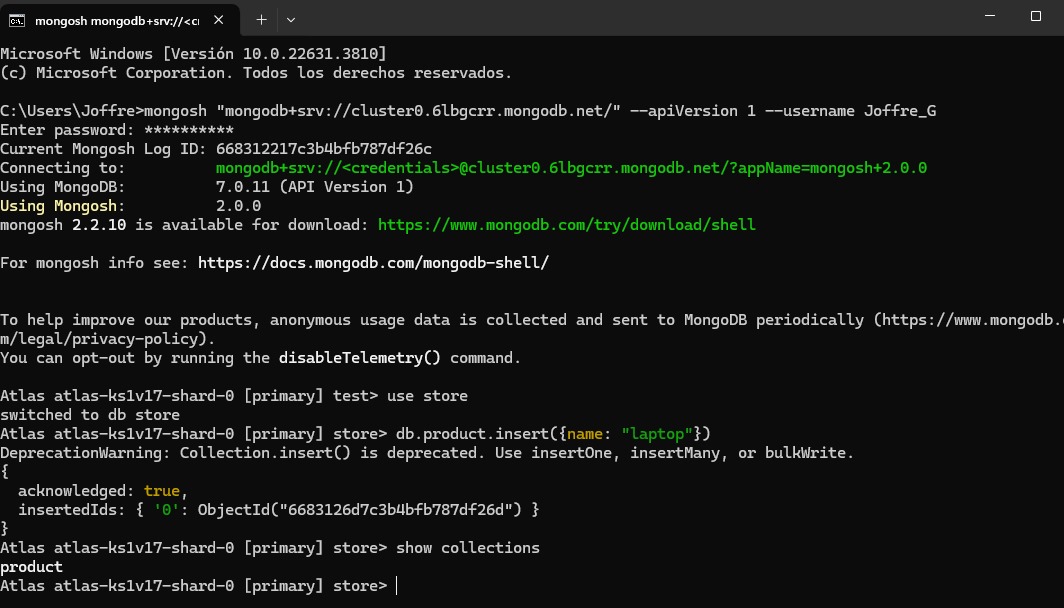 mongosh mongodb+srv://<cr
Microsoft Windows [Versión 10.0.22631.3810]
(c) Microsoft Corporation. Todos los derechos reservados.
C:\Users\Joffre>mongosh "mongodb+srv://cluster0.6lbgcrr.mongodb.net/" --apiVersion 1 --username Joffre_G
Enter password: **********
Current Mongosh Log ID: 668312217c3b4bfb787df26c
Connecting to:          mongodb+srv://<credentials>@cluster0.6lbgcrr.mongodb.net/?appName=mongosh+2.0.0
Using MongoDB:          7.0.11 (API Version 1)
Using Mongosh:          2.0.0
mongosh 2.2.10 is available for download: https://www.mongodb.com/try/download/shell
For mongosh info see: https://docs.mongodb.com/mongodb-shell/
To help improve our products, anonymous usage data is collected and sent to MongoDB periodically (https://www.mongodb.co
m/legal/privacy-policy).
You can opt-out by running the disableTelemetry() command.
Atlas atlas-ks1v17-shard-0 [primary] test> use store
switched to db store
Atlas atlas-ks1v17-shard-0 [primary] store> db.product.insert({name: "laptop"})
DeprecationWarning: Collection.insert() is deprecated. Use insertOne, insertMany, or bulkWrite.
{
  acknowledged: true,
  insertedIds: { '0': ObjectId("6683126d7c3b4bfb787df26d") }
}
Atlas atlas-ks1v17-shard-0 [primary] store> show collections
product
Atlas atlas-ks1v17-shard-0 [primary] store>